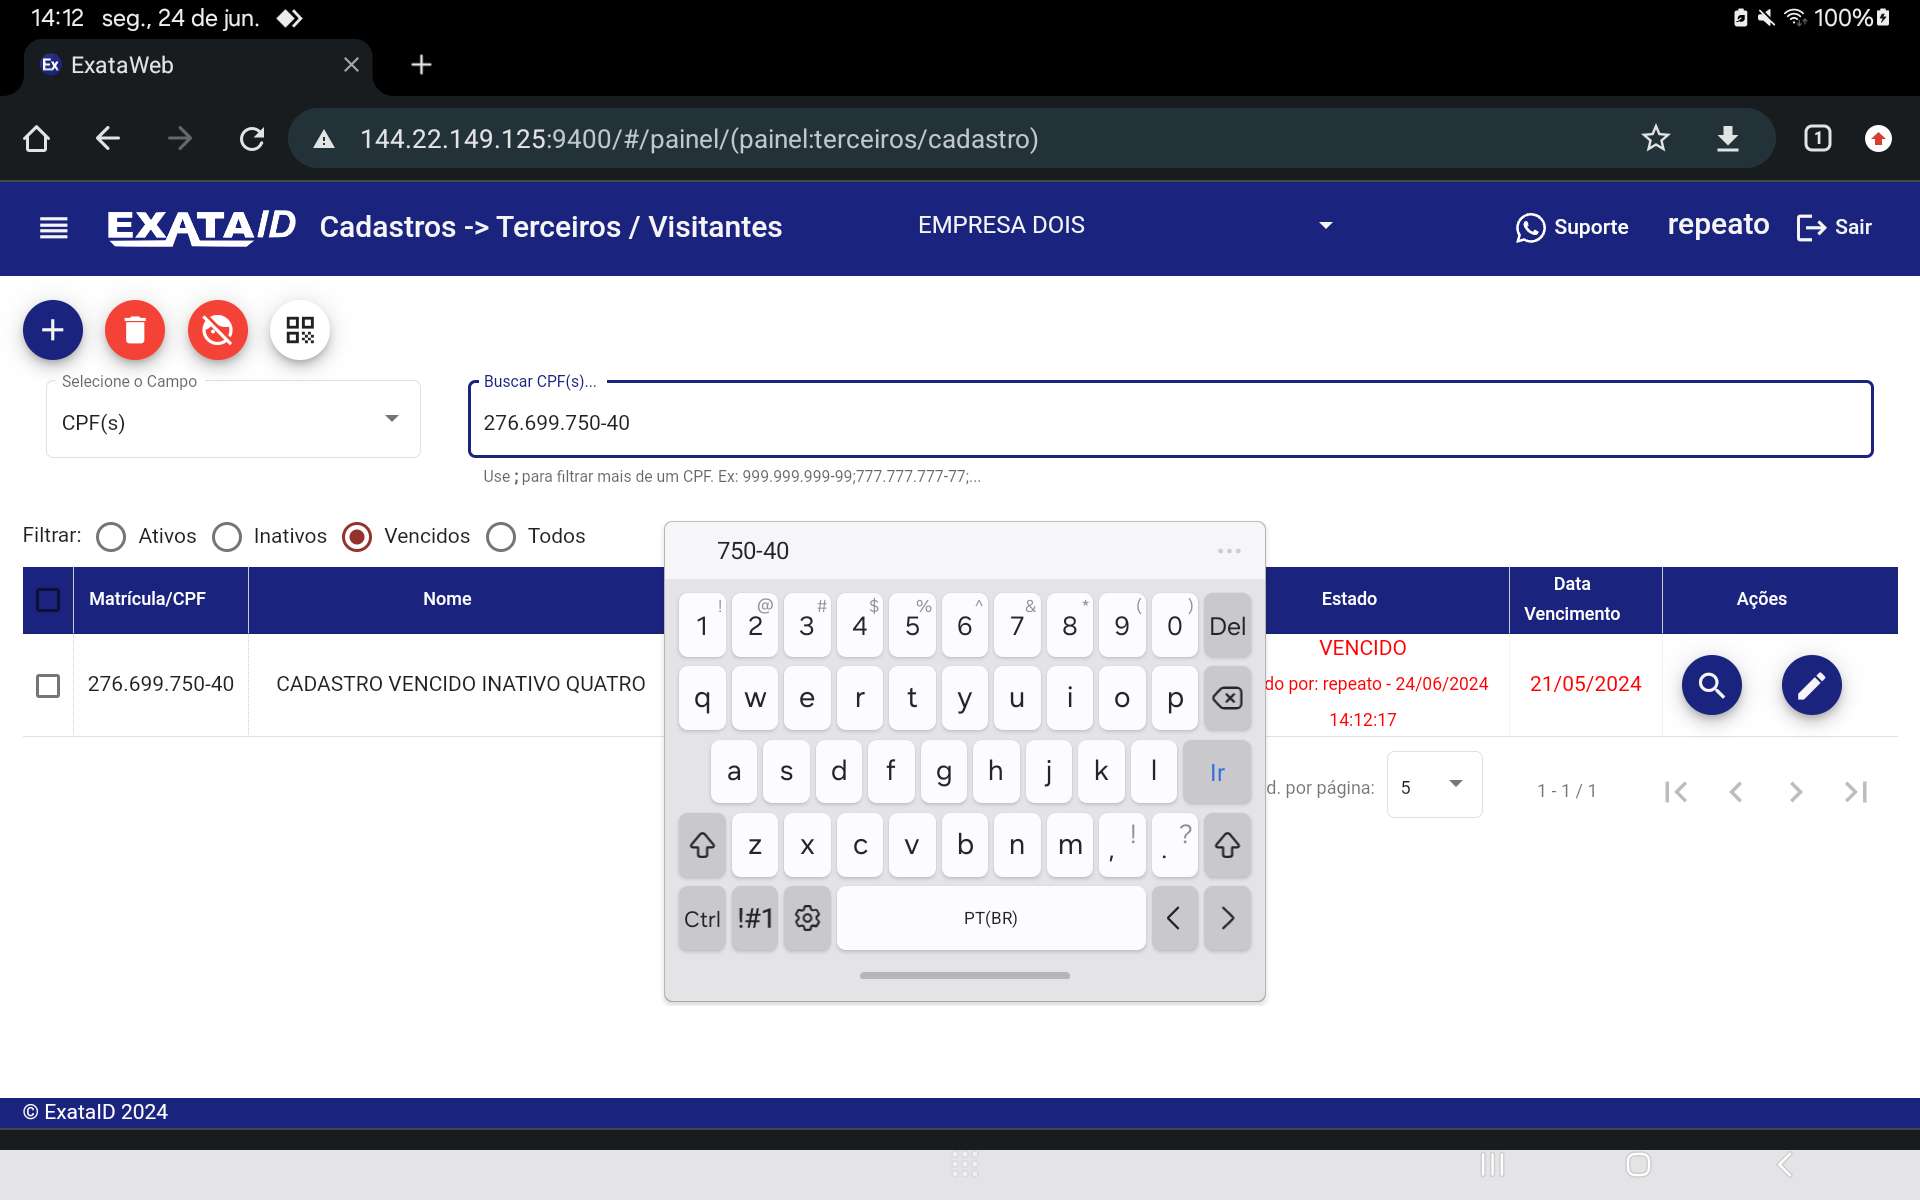 14:12 seg., 24 de jun. 100%
Ex ExataWeb
144.22.149.125:9400/#/painel/(painel:terceiros/cadastro) 1
EXATAID Cadastros -> Terceiros / Visitantes EMPRESA DOIS Suporte repeato Sair
Selecione o Campo
CPF(s)
Buscar CPF(s)...
276.699.750-40
Use ; para filtrar mais de um CPF. Ex: 999.999.999-99;777.777.777-77;...
Filtrar: Ativos Inativos Vencidos Todos
Matrícula/CPF Nome Estado Data Vencimento Ações
276.699.750-40 CADASTRO VENCIDO INATIVO QUATRO
VENCIDO
do por: repeato - 24/06/2024
14:12:17
21/05/2024
d. por página: 5 1 - 1 / 1
750-40
1 ! 2 @ 3 # 4 $ 5 % 6 ^ 7 & 8 * 9 ( 0 ) Del
q w e r t y u i o p
a s d f g h j k l Ir
z x c v b n m , ! . ?
Ctrl !#1 PT(BR)
© ExataID 2024